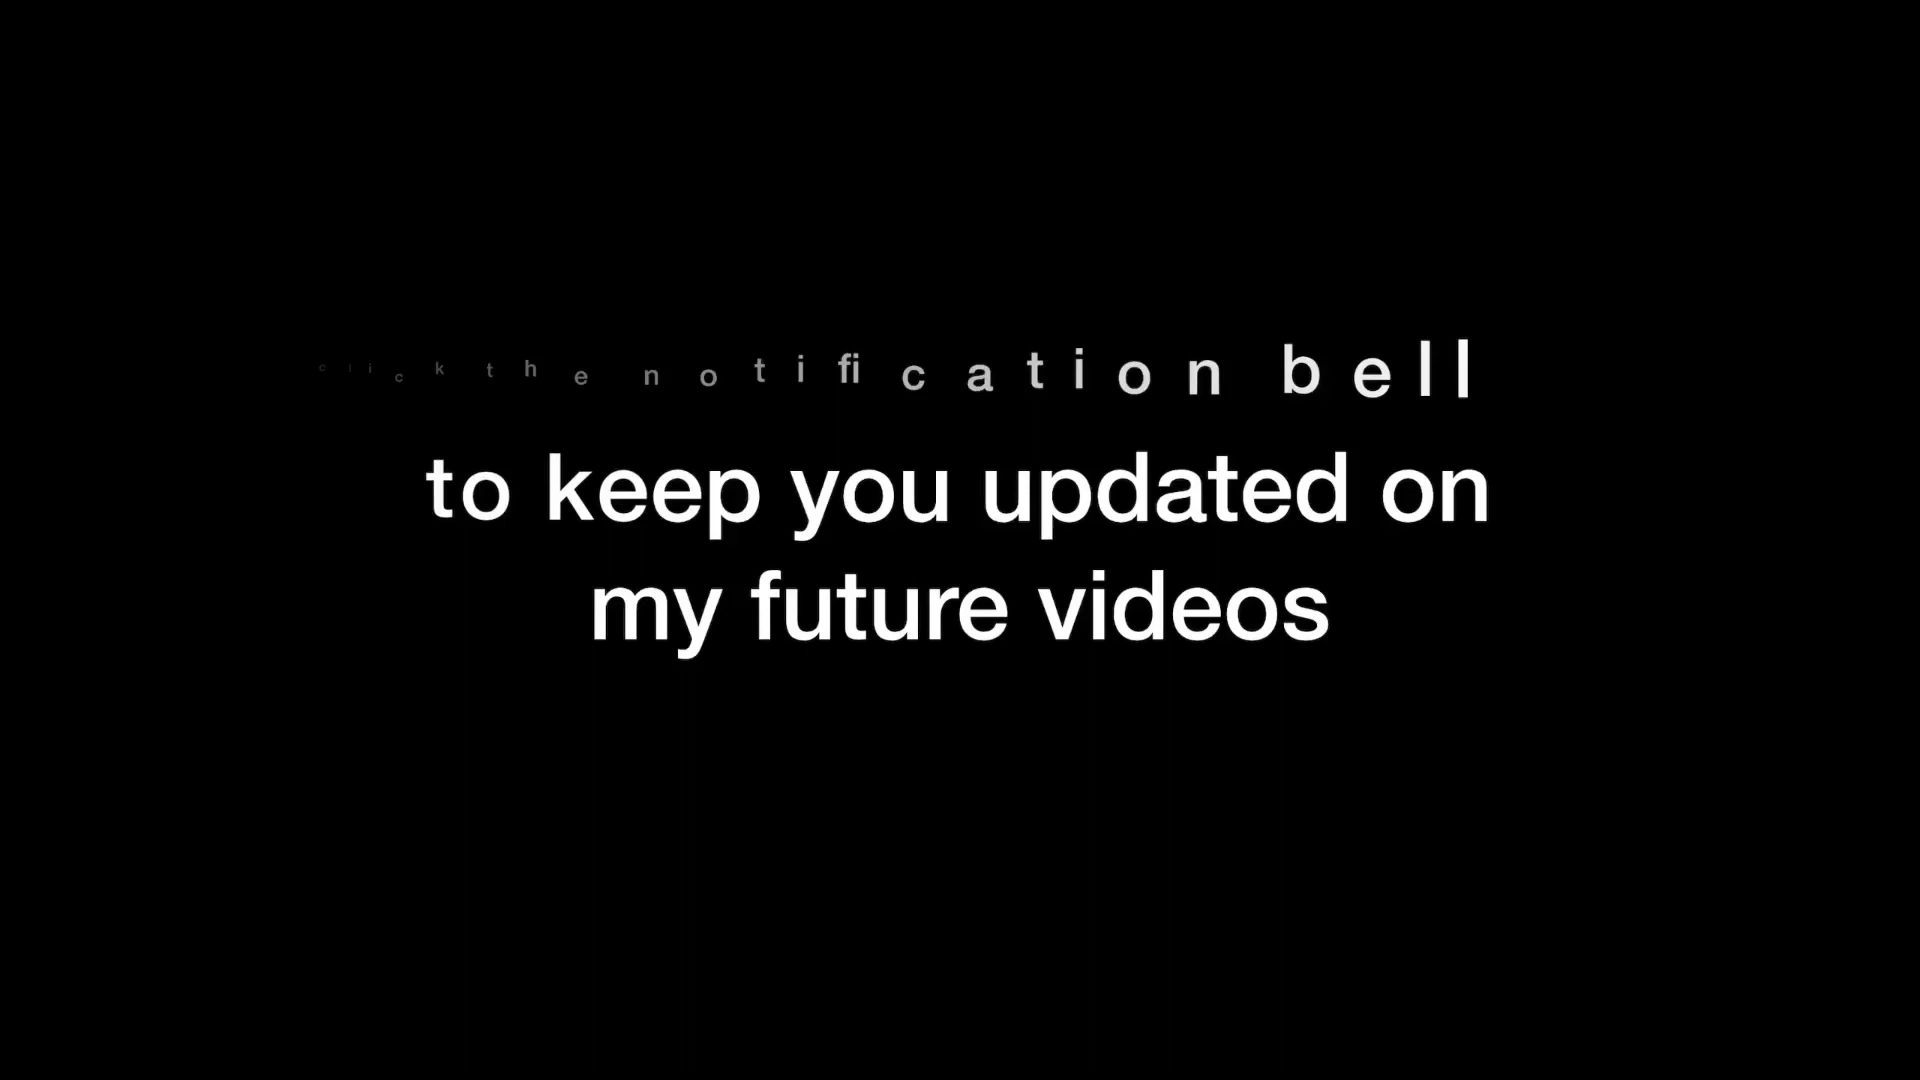 click the notification bell
to keep you updated on
my future videos